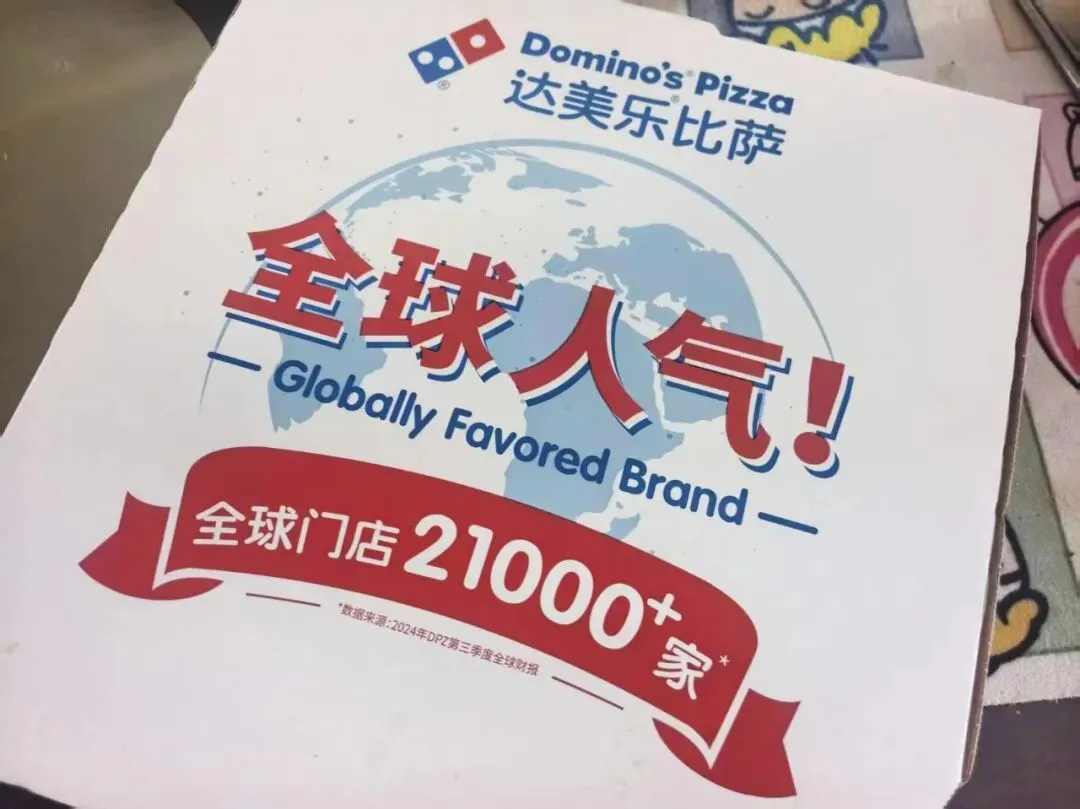 Domino's® Pizza
达美乐®比萨
®
全球人气!
Globally Favored Brand
全球门店21000+家*
*数据来源:2024年DPZ第三季度全球财报